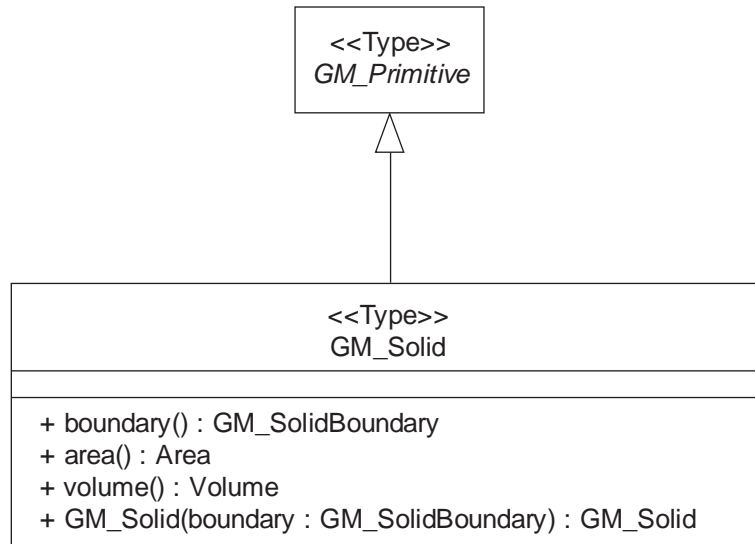 <<Type>>
GM_Primitive
<<Type>>
GM_Solid
+ boundary() : GM_SolidBoundary
+ area() : Area
+ volume() : Volume
+ GM_Solid(boundary : GM_SolidBoundary) : GM_Solid